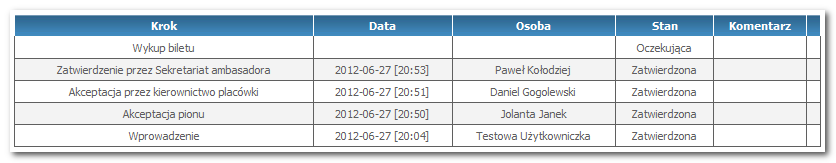 Krok Data Osoba Stan Komentarz
Wykup biletu Oczekująca
Zatwierdzenie przez Sekretariat ambasadora 2012-06-27 [20:53] Paweł Kołodziej Zatwierdzona
Akceptacja przez kierownictwo placówki 2012-06-27 [20:51] Daniel Gogolewski Zatwierdzona
Akceptacja pionu 2012-06-27 [20:50] Jolanta Janek Zatwierdzona
Wprowadzenie 2012-06-27 [20:04] Testowa Użytkowniczka Zatwierdzona